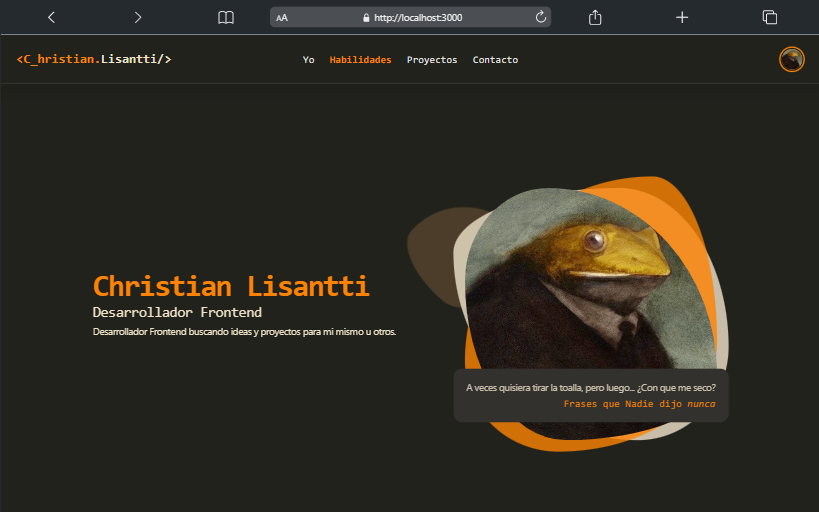 AA http://localhost:3000
<C_hristian.Lisantti/> Yo Habilidades Proyectos Contacto
Christian Lisantti
Desarrollador Frontend
Desarrollador Frontend buscando ideas y proyectos para mi mismo u otros.
A veces quisiera tirar la toalla, pero luego... ¿Con que me seco?
Frases que Nadie dijo nunca